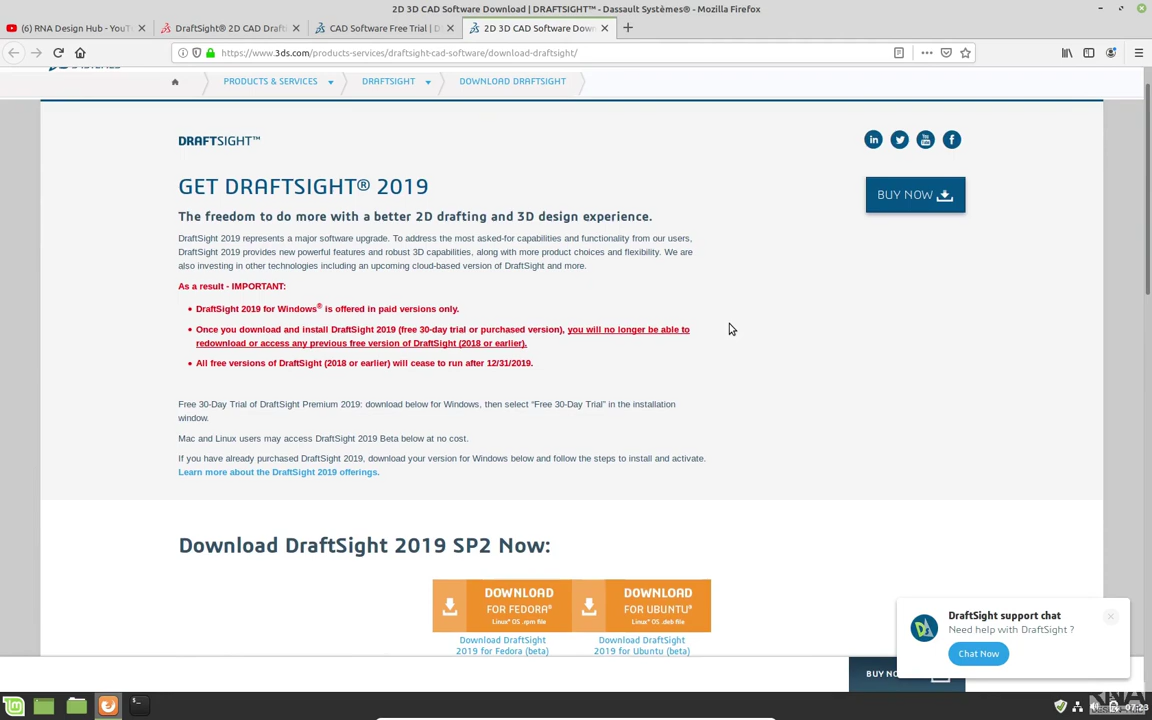 2D 3D CAD Software Download | DRAFTSIGHT™ - Dassault Systèmes® - Mozilla Firefox
(6) RNA Design Hub - YouT
DraftSight® 2D CAD Draft
CAD Software Free Trial | D
2D 3D CAD Software Down
https://www.3ds.com/products-services/draftsight-cad-software/download-draftsight/
PRODUCTS & SERVICES
DRAFTSIGHT
DOWNLOAD DRAFTSIGHT
DRAFTSIGHT™
GET DRAFTSIGHT® 2019
BUY NOW
The freedom to do more with a better 2D drafting and 3D design experience.
DraftSight 2019 represents a major software upgrade. To address the most asked-for capabilities and functionality from our users,
DraftSight 2019 provides new powerful features and robust 3D capabilities, along with more product choices and flexibility. We are
also investing in other technologies including an upcoming cloud-based version of DraftSight and more.
As a result - IMPORTANT:
• DraftSight 2019 for Windows® is offered in paid versions only.
• Once you download and install DraftSight 2019 (free 30-day trial or purchased version), you will no longer be able to
redownload or access any previous free version of DraftSight (2018 or earlier).
• All free versions of DraftSight (2018 or earlier) will cease to run after 12/31/2019.
Free 30-Day Trial of DraftSight Premium 2019: download below for Windows, then select “Free 30-Day Trial” in the installation
window.
Mac and Linux users may access DraftSight 2019 Beta below at no cost.
If you have already purchased DraftSight 2019, download your version for Windows below and follow the steps to install and activate.
Learn more about the DraftSight 2019 offerings.
Download DraftSight 2019 SP2 Now:
DOWNLOAD
FOR FEDORA®
Linux® OS .rpm file
DOWNLOAD
FOR UBUNTU®
Linux® OS .deb file
Download DraftSight
2019 for Fedora (beta)
Download DraftSight
2019 for Ubuntu (beta)
DraftSight support chat
Need help with DraftSight ?
Chat Now
BUY NO
07:23